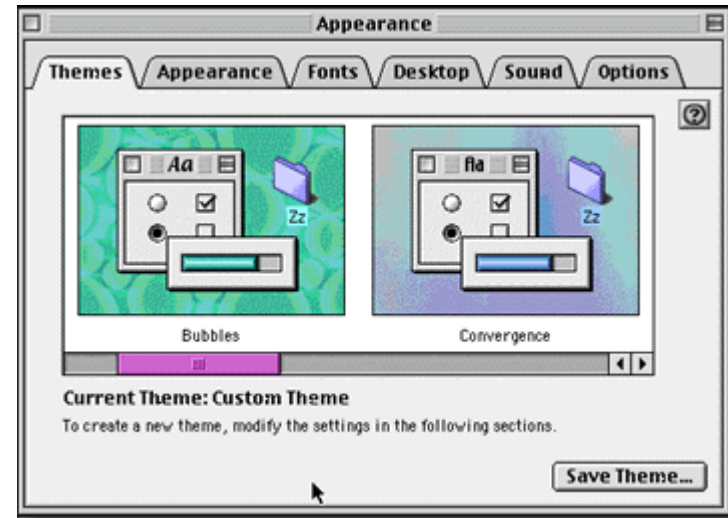 Appearance
Themes Appearance Fonts Desktop Sound Options
Aa Aa
Zz Zz
Bubbles Convergence
Current Theme: Custom Theme
To create a new theme, modify the settings in the following sections.
Save Theme...